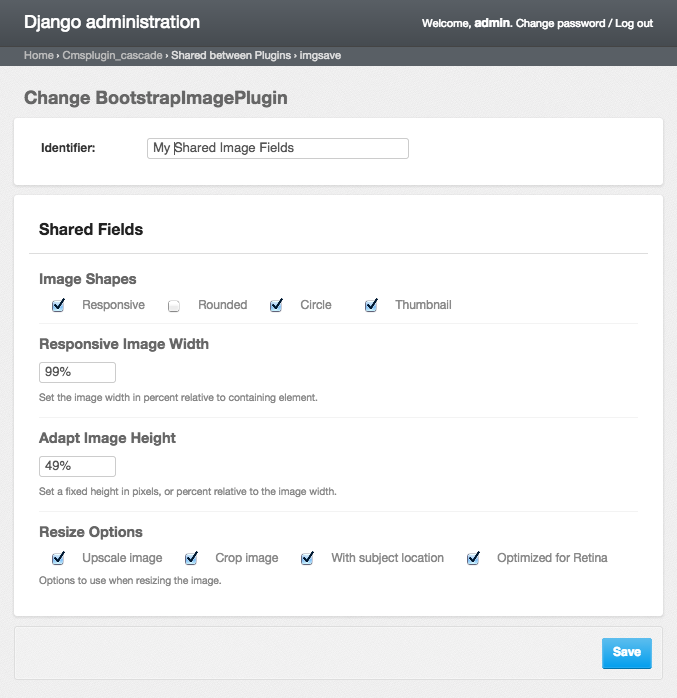 Django administration
Welcome, admin. Change password / Log out
Home › Cmsplugin_cascade › Shared between Plugins › imgsave
Change BootstrapImagePlugin
Identifier: My Shared Image Fields
Shared Fields
Image Shapes
Responsive Rounded Circle Thumbnail
Responsive Image Width
99%
Set the image width in percent relative to containing element.
Adapt Image Height
49%
Set a fixed height in pixels, or percent relative to the image width.
Resize Options
Upscale image Crop image With subject location Optimized for Retina
Options to use when resizing the image.
Save